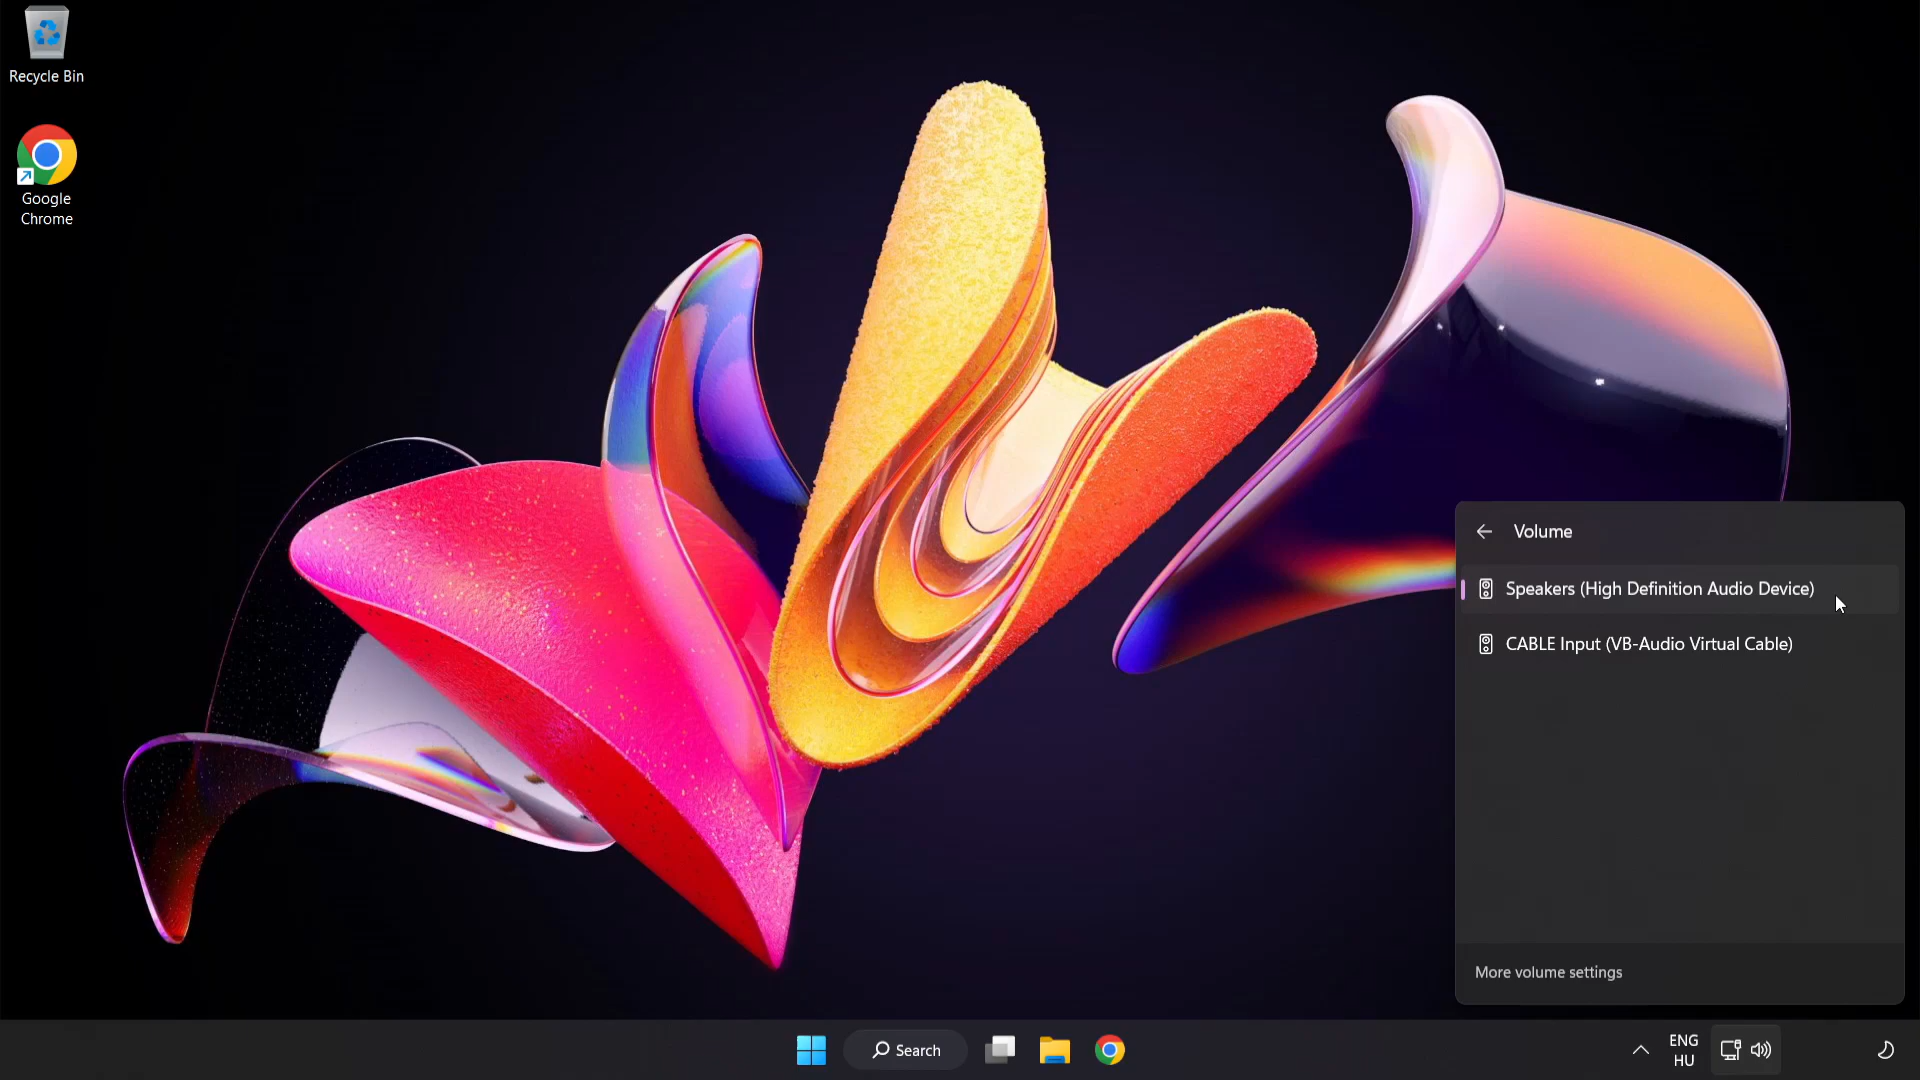 Recycle Bin
Google
Chrome
Volume
Speakers (High Definition Audio Device)
CABLE Input (VB-Audio Virtual Cable)
More volume settings
Search
ENG
HU